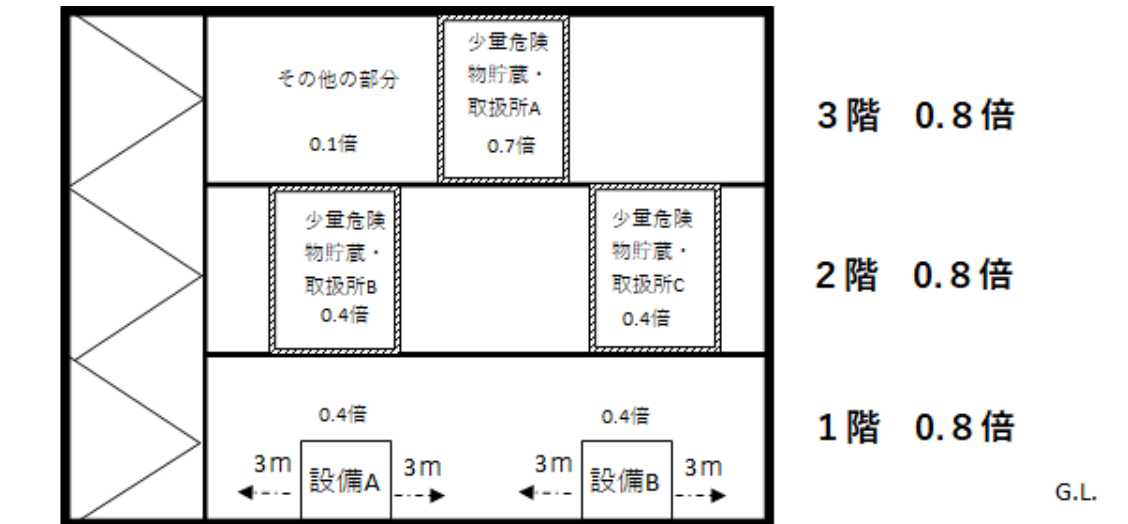 その他の部分
0.1倍
少量危険
物貯蔵・
取扱所A
0.7倍
3階 0.8倍
少量危険
物貯蔵・
取扱所B
0.4倍
少量危険
物貯蔵・
取扱所C
0.4倍
2階 0.8倍
0.4倍
0.4倍
3m
設備A
3m
3m
設備B
3m
1階 0.8倍
G.L.